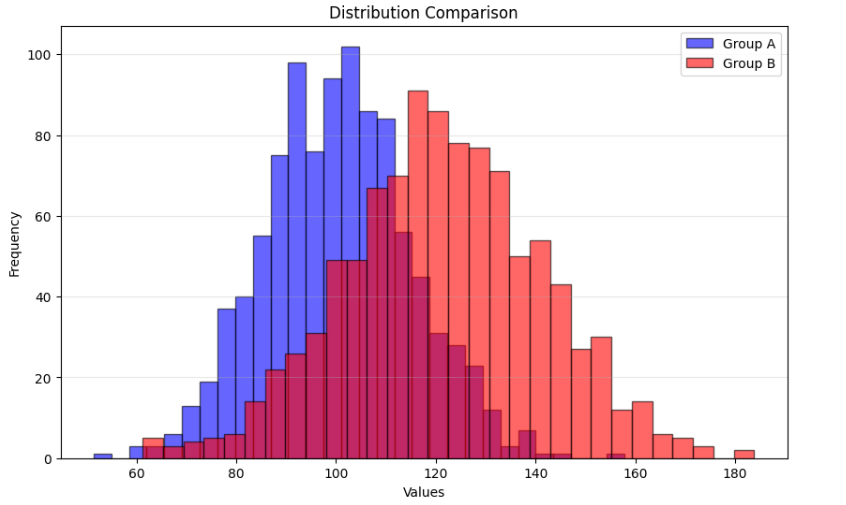 Distribution Comparison
Group A
Group B
Frequency
100
80
60
40
20
0
60 80 100 120 140 160 180
Values